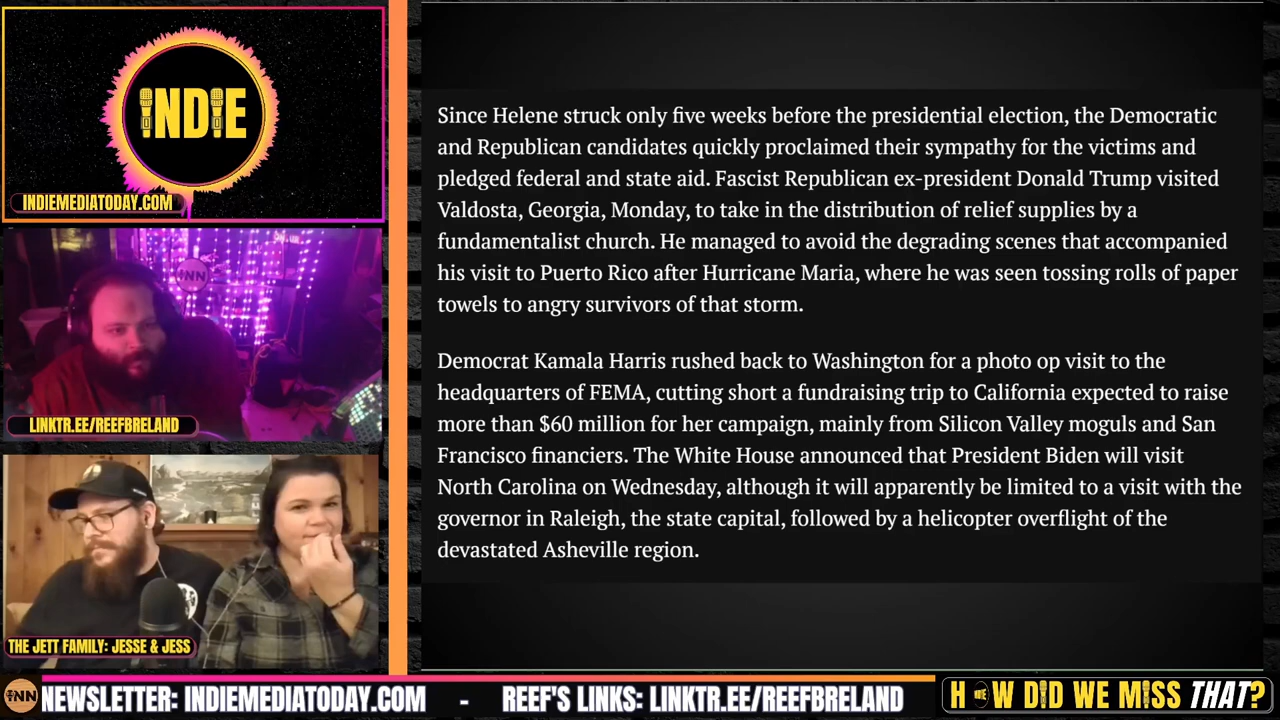 INDIE
INDIEMEDIATODAY.COM
INN
LINKTR.EE/REEFBRELAND
THE JETT FAMILY: JESSE & JESS
Since Helene struck only five weeks before the presidential election, the Democratic
and Republican candidates quickly proclaimed their sympathy for the victims and
pledged federal and state aid. Fascist Republican ex-president Donald Trump visited
Valdosta, Georgia, Monday, to take in the distribution of relief supplies by a
fundamentalist church. He managed to avoid the degrading scenes that accompanied
his visit to Puerto Rico after Hurricane Maria, where he was seen tossing rolls of paper
towels to angry survivors of that storm.
Democrat Kamala Harris rushed back to Washington for a photo op visit to the
headquarters of FEMA, cutting short a fundraising trip to California expected to raise
more than $60 million for her campaign, mainly from Silicon Valley moguls and San
Francisco financiers. The White House announced that President Biden will visit
North Carolina on Wednesday, although it will apparently be limited to a visit with the
governor in Raleigh, the state capital, followed by a helicopter overflight of the
devastated Asheville region.
INN NEWSLETTER: INDIEMEDIATODAY.COM - REEF'S LINKS: LINKTR.EE/REEFBRELAND
HOW DID WE MISS THAT?